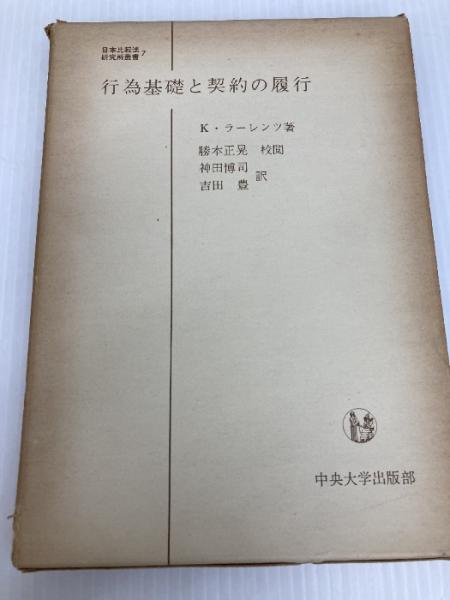 日本比較法
研究所叢書 7
行為基礎と契約の履行
K・ラーレンツ著
勝本正晃 校閲
神田博司
吉田 豊 訳
中央大学出版部